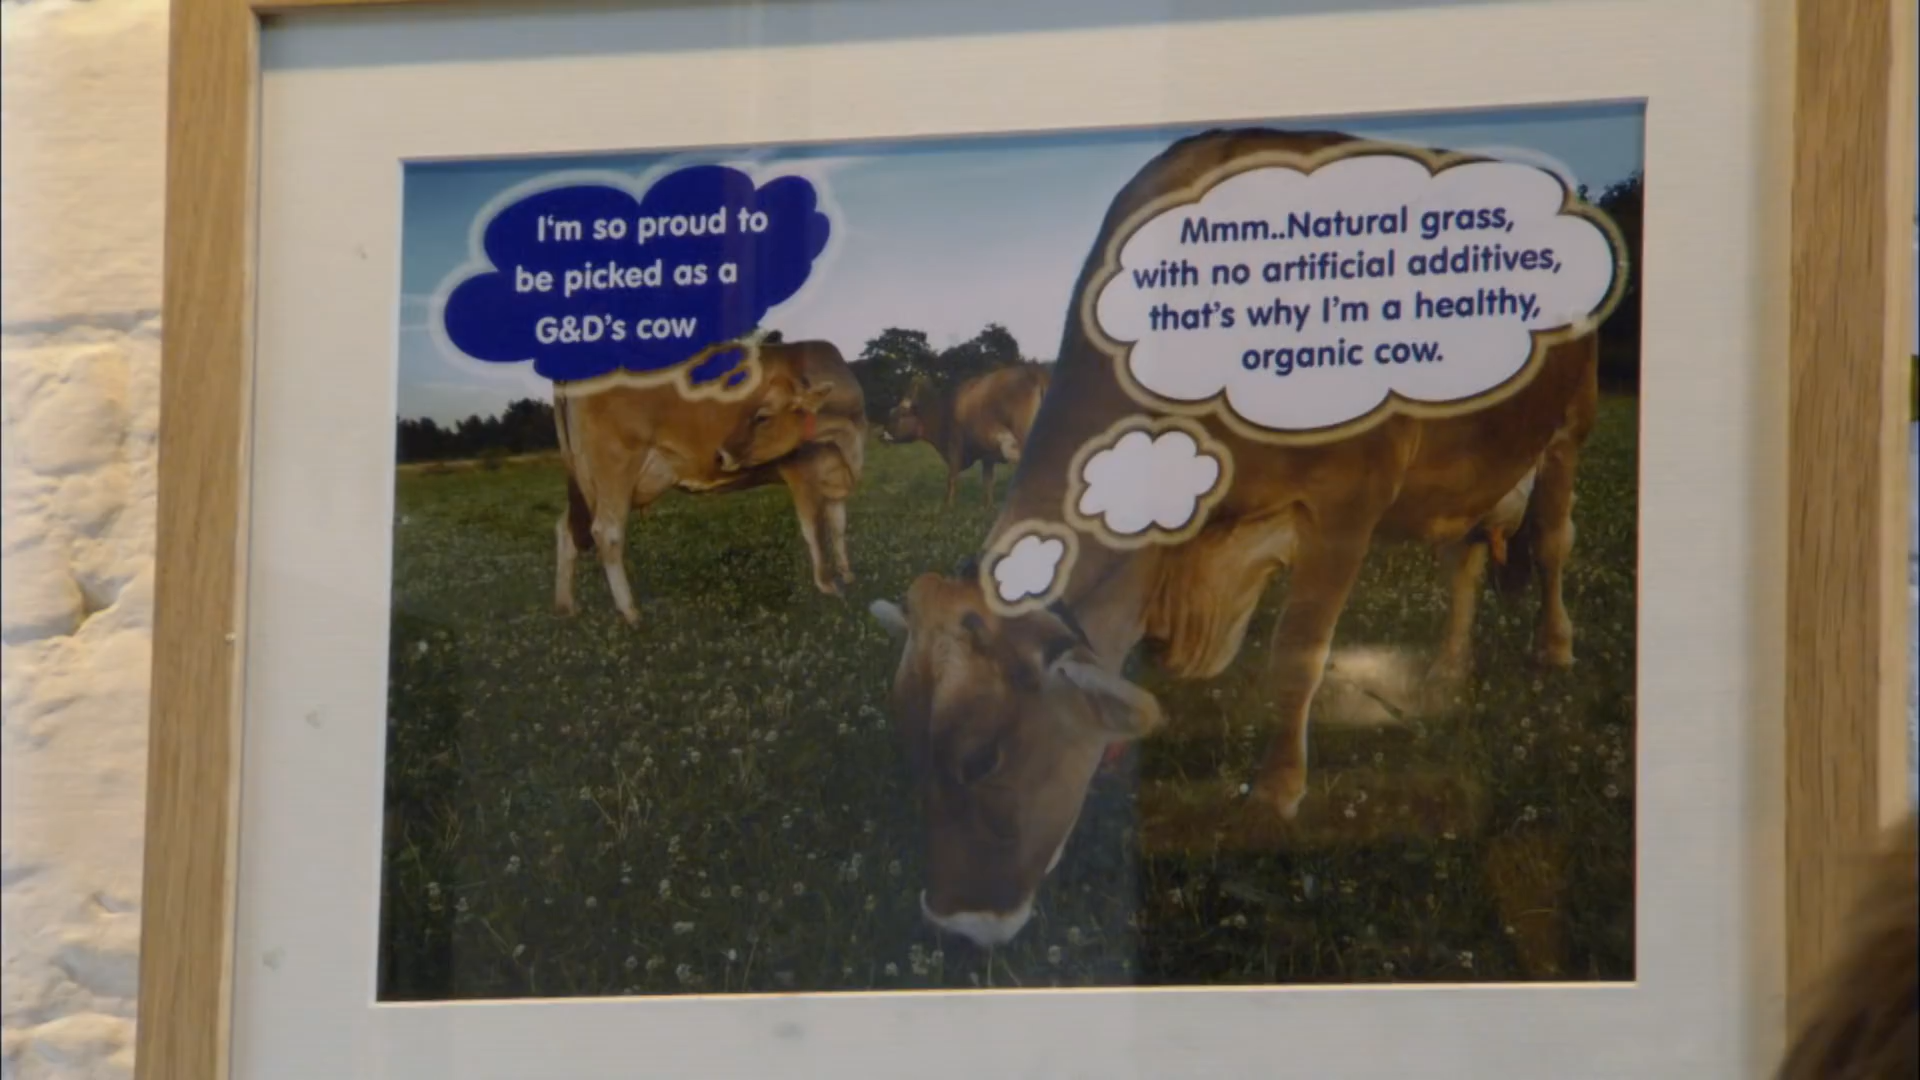 I'm so proud to
be picked as a
G&D's cow
Mmm..Natural grass,
with no artificial additives,
that's why I'm a healthy,
organic cow.